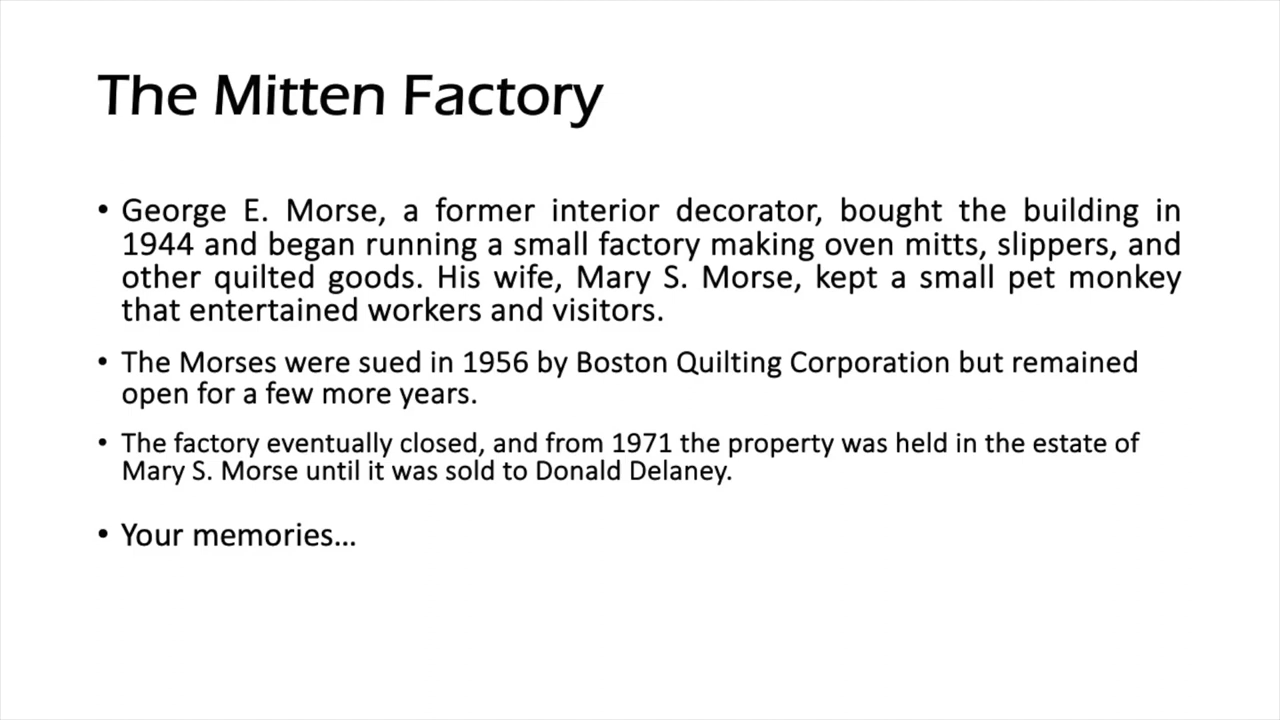 The Mitten Factory
• George E. Morse, a former interior decorator, bought the building in
1944 and began running a small factory making oven mitts, slippers, and
other quilted goods. His wife, Mary S. Morse, kept a small pet monkey
that entertained workers and visitors.
• The Morses were sued in 1956 by Boston Quilting Corporation but remained
open for a few more years.
• The factory eventually closed, and from 1971 the property was held in the estate of
Mary S. Morse until it was sold to Donald Delaney.
• Your memories…